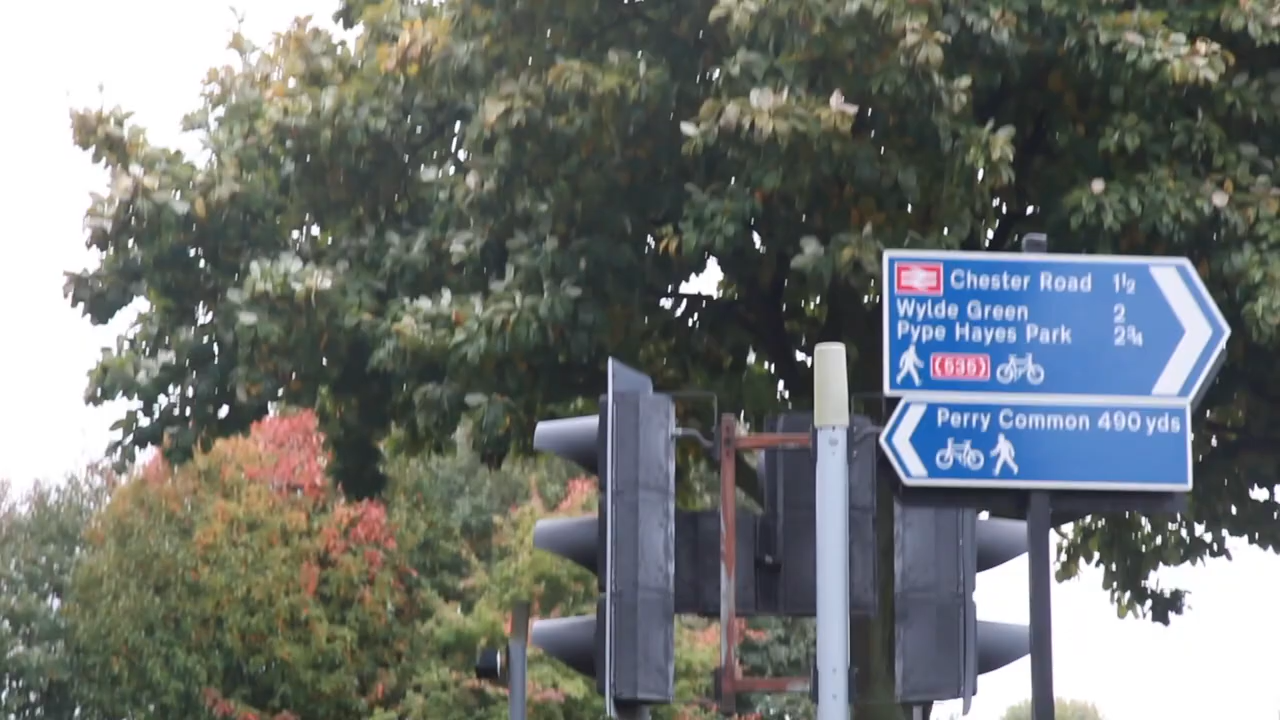 Chester Road 1½
Wylde Green 2
Pype Hayes Park 2¾
(535)
Perry Common 490 yds